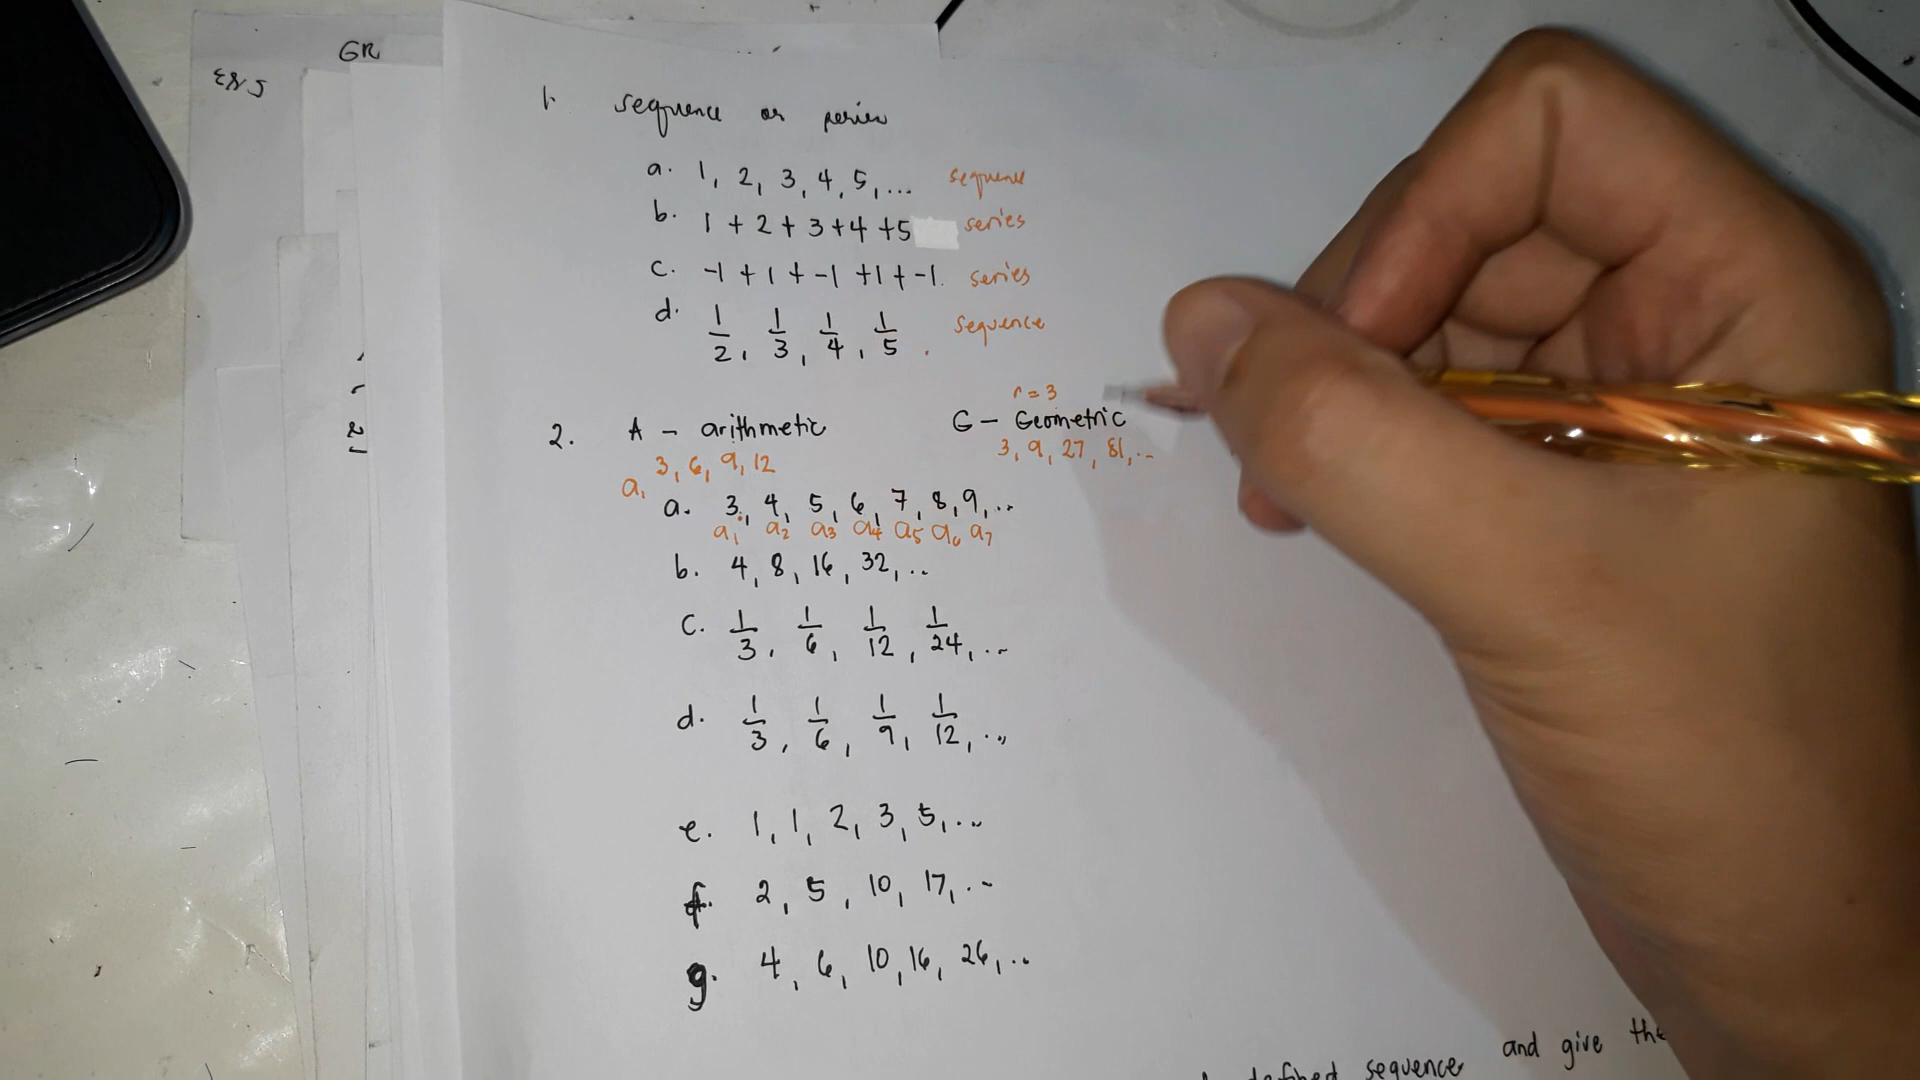 GR
1. sequence or series
a. 1, 2, 3, 4, 5, ... sequence
b. 1 + 2 + 3 + 4 + 5 series
c. -1 + 1 + -1 + 1 + -1. series
d. 1/2, 1/3, 1/4, 1/5 . sequence
r = 3
2. A - arithmetic G - Geometric
3, 6, 9, 12 3, 9, 27, 81, ..
a1
a. 3, 4, 5, 6, 7, 8, 9, ..
a1 a2 a3 a4 a5 a6 a7
b. 4, 8, 16, 32, ..
c. 1/3, 1/6, 1/12, 1/24, ..
d. 1/3, 1/6, 1/9, 1/12, ..
e. 1, 1, 2, 3, 5, ...
f. 2, 5, 10, 17, ..
g. 4, 6, 10, 16, 26, ..
defined sequence and give the